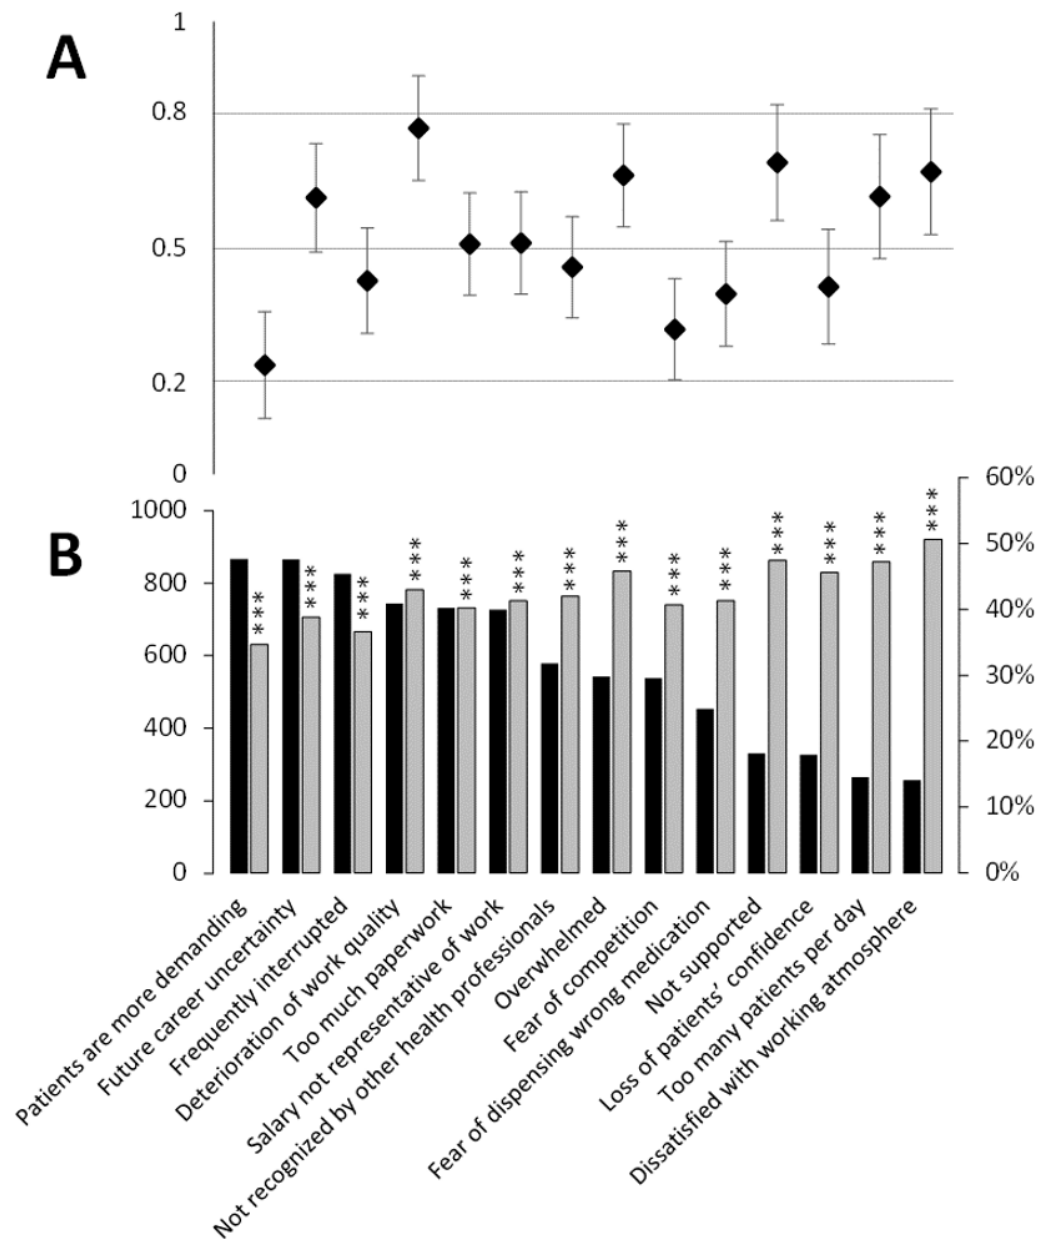 A
1
0.8
0.5
0.2
0
B
1000
800
600
400
200
0
60%
50%
40%
30%
20%
10%
0%
***
***
***
***
***
***
***
***
***
***
***
***
***
***
Patients are more demanding
Future career uncertainty
Frequently interrupted
Deterioration of work quality
Too much paperwork
Salary not representative of work
Not recognized by other health professionals
Overwhelmed
Fear of competition
Fear of dispensing wrong medication
Not supported
Loss of patients’ confidence
Too many patients per day
Dissatisfied with working atmosphere